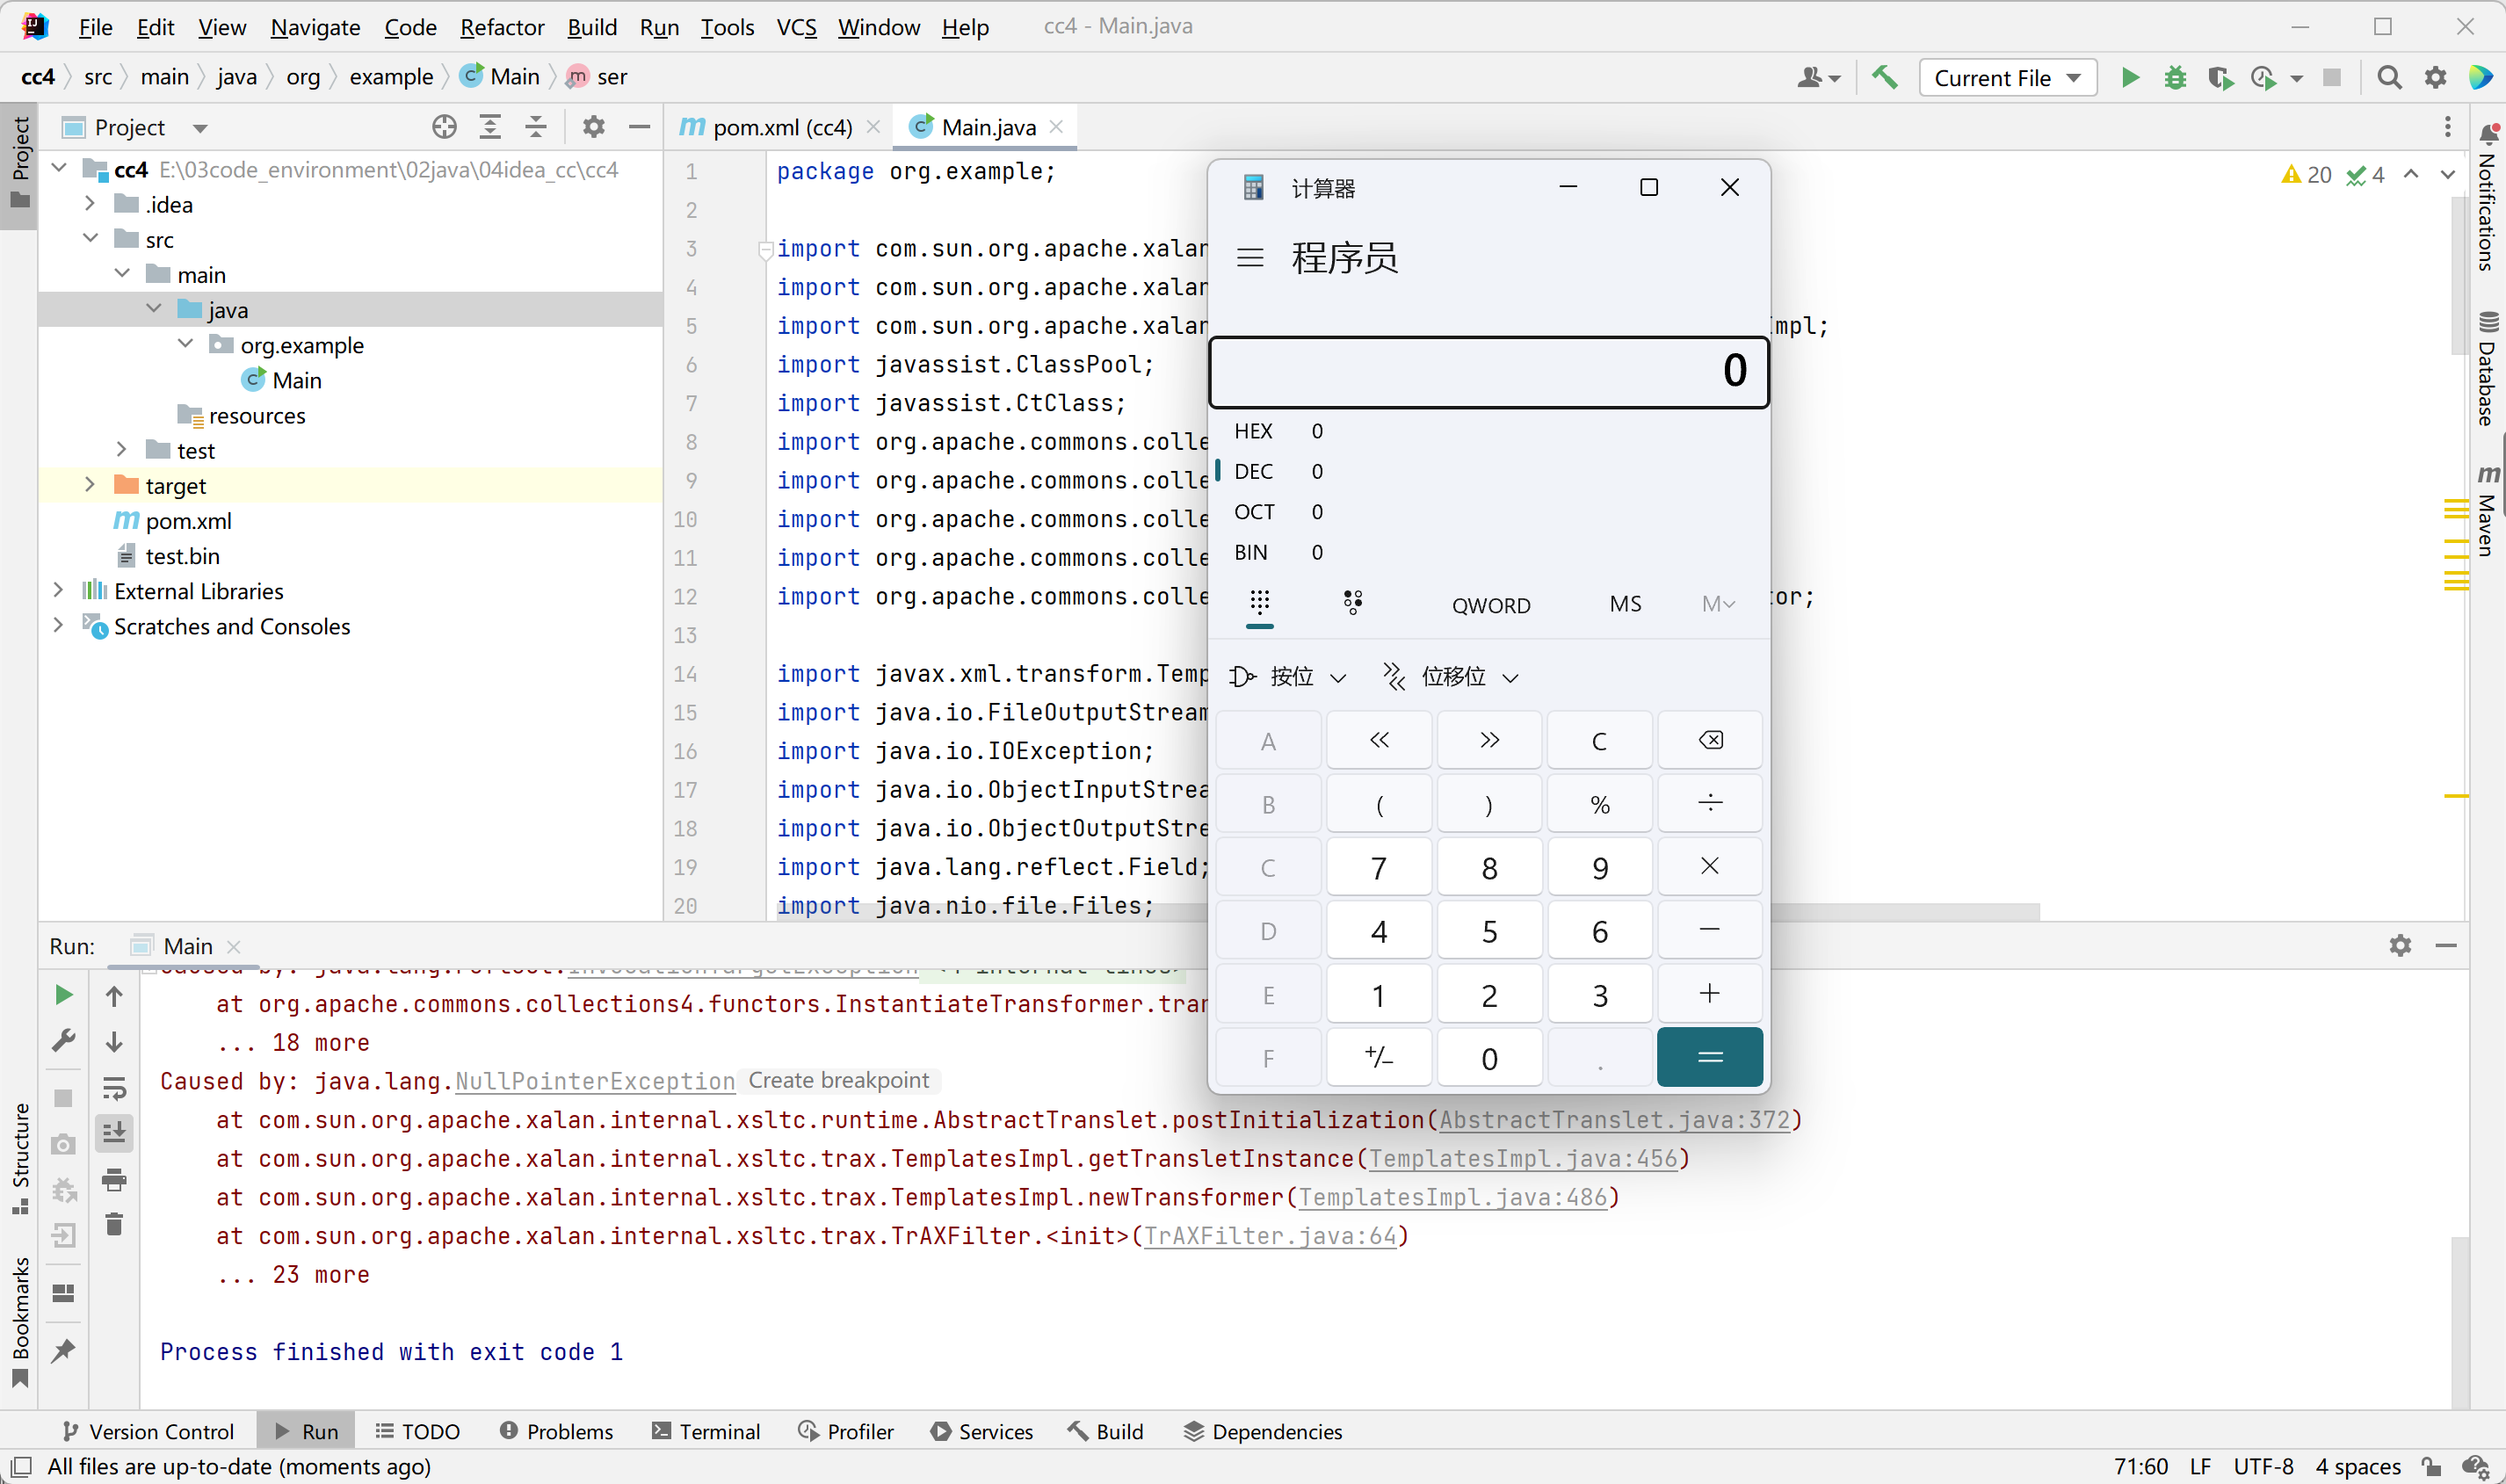 File Edit View Navigate Code Refactor Build Run Tools VCS Window Help cc4 - Main.java
cc4 src main java org example Main ser
Current File
Project
pom.xml (cc4)
Main.java
Project
cc4 E:\03code_environment\02java\04idea_cc\cc4
.idea
src
main
java
org.example
Main
resources
test
target
pom.xml
test.bin
External Libraries
Scratches and Consoles
Structure
Bookmarks
1 package org.example;
2
3 import com.sun.org.apache.xalan
4 import com.sun.org.apache.xalan
5 import com.sun.org.apache.xalan mpl;
6 import javassist.ClassPool;
7 import javassist.CtClass;
8 import org.apache.commons.colle
9 import org.apache.commons.colle
10 import org.apache.commons.colle
11 import org.apache.commons.colle
12 import org.apache.commons.colle tor;
13
14 import javax.xml.transform.Temp
15 import java.io.FileOutputStream
16 import java.io.IOException;
17 import java.io.ObjectInputStrea
18 import java.io.ObjectOutputStre
19 import java.lang.reflect.Field;
20 import java.nio.file.Files;
20 4
Notifications
Database
Maven
计算器
程序员
0
HEX 0
DEC 0
OCT 0
BIN 0
QWORD MS M
按位 位移位
A « » C
B ( ) % ÷
C 7 8 9 ×
D 4 5 6 −
E 1 2 3 +
F +/− 0 . =
Run: Main
Caused by: java.lang.reflect.InvocationTargetException <4 internal lines>
at org.apache.commons.collections4.functors.InstantiateTransformer.tran
... 18 more
Caused by: java.lang.NullPointerException Create breakpoint
at com.sun.org.apache.xalan.internal.xsltc.runtime.AbstractTranslet.postInitialization(AbstractTranslet.java:372)
at com.sun.org.apache.xalan.internal.xsltc.trax.TemplatesImpl.getTransletInstance(TemplatesImpl.java:456)
at com.sun.org.apache.xalan.internal.xsltc.trax.TemplatesImpl.newTransformer(TemplatesImpl.java:486)
at com.sun.org.apache.xalan.internal.xsltc.trax.TrAXFilter.<init>(TrAXFilter.java:64)
... 23 more
Process finished with exit code 1
Version Control Run TODO Problems Terminal Profiler Services Build Dependencies
All files are up-to-date (moments ago)
71:60 LF UTF-8 4 spaces